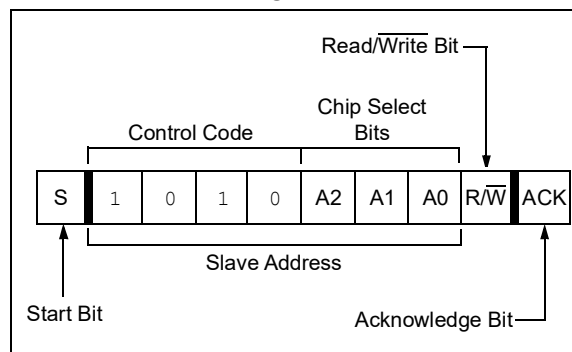 Read/Write Bit
Chip Select
Control Code Bits
S 1 0 1 0 A2 A1 A0 R/W ACK
Slave Address
Start Bit
Acknowledge Bit